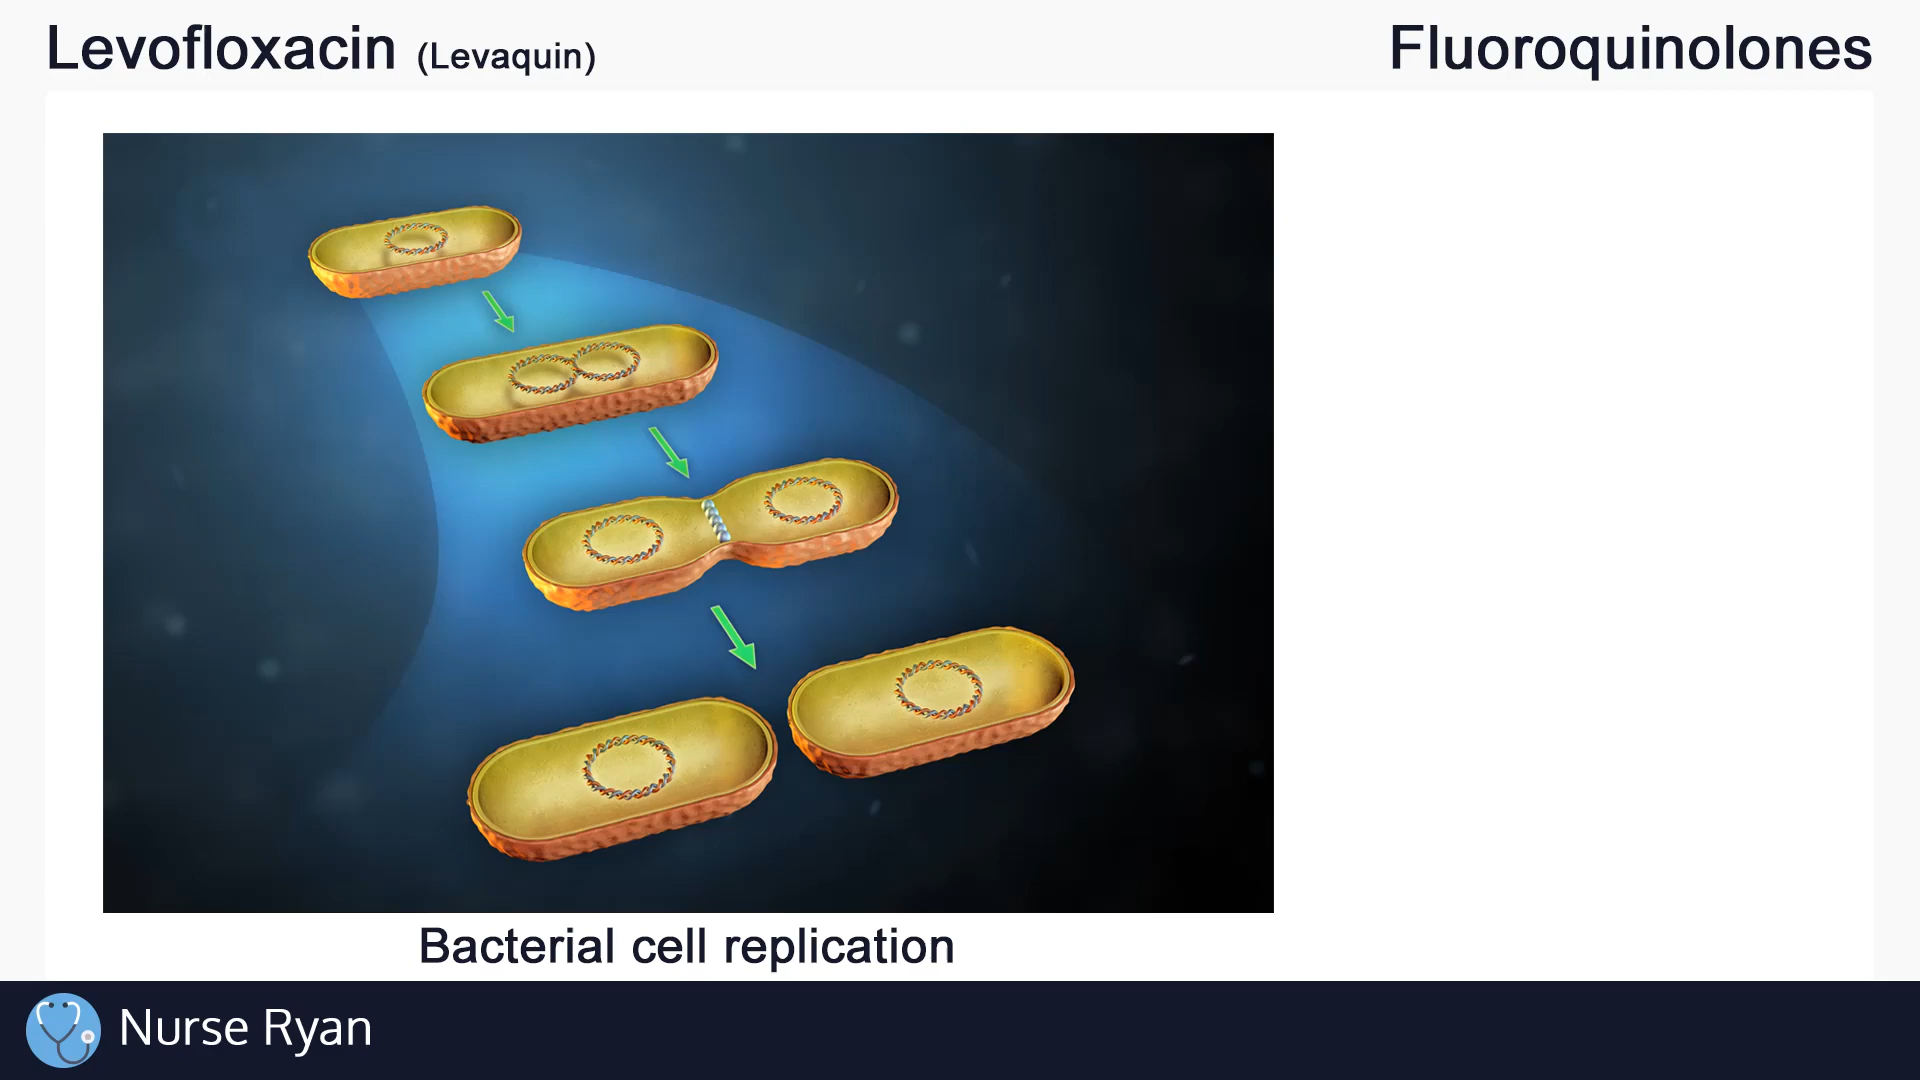 Levofloxacin (Levaquin)
Fluoroquinolones
Bacterial cell replication
Nurse Ryan